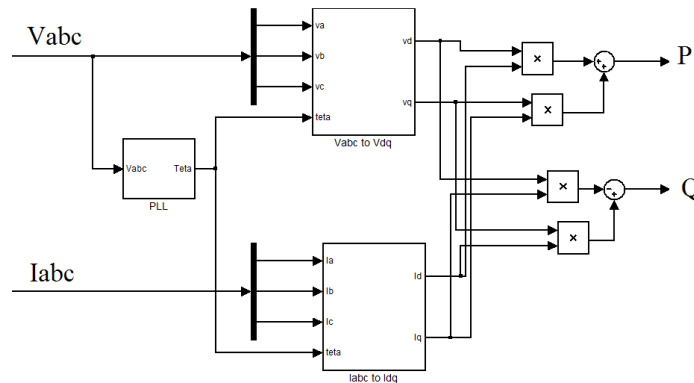 Vabc
va
vb
vc
teta
vd
vq
Vabc to Vdq
×
×
+
+
P
Vabc
Teta
PLL
×
×
-
+
Q
Iabc
Ia
Ib
Ic
teta
Id
Iq
Iabc to Idq